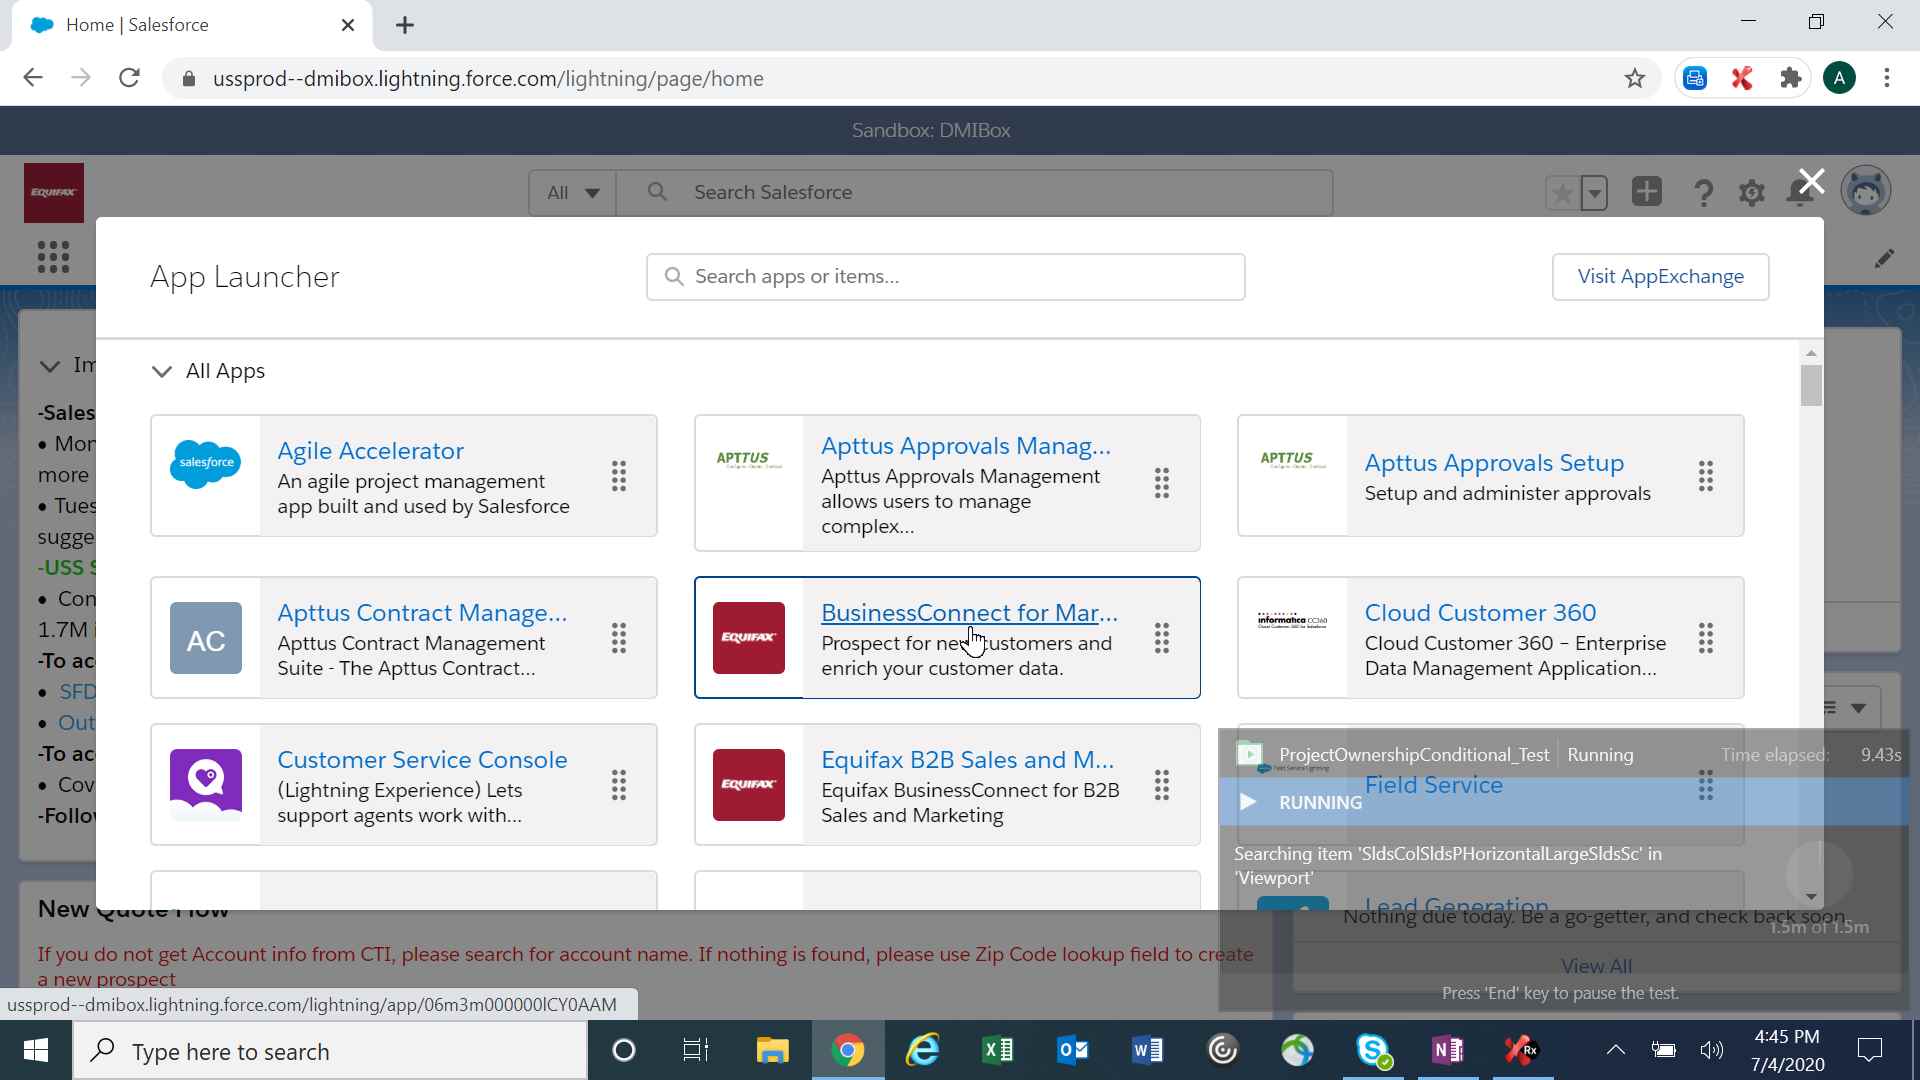 Home | Salesforce
ussprod--dmibox.lightning.force.com/lightning/page/home
A
Sandbox: DMIBox
EQUIFAX
All
Search Salesforce
App Launcher
Search apps or items...
Visit AppExchange
All Apps
salesforce
Agile Accelerator
An agile project management
app built and used by Salesforce
APTTUS
Apttus Approvals Manag...
Apttus Approvals Management
allows users to manage
complex...
APTTUS
Apttus Approvals Setup
Setup and administer approvals
AC
Apttus Contract Manage...
Apttus Contract Management
Suite - The Apttus Contract...
EQUIFAX
BusinessConnect for Mar...
Prospect for new customers and
enrich your customer data.
informatica CC360
Cloud Customer 360
Cloud Customer 360 – Enterprise
Data Management Application...
Customer Service Console
(Lightning Experience) Lets
support agents work with...
EQUIFAX
Equifax B2B Sales and M...
Equifax BusinessConnect for B2B
Sales and Marketing
Field Service
Lead Generation
Im
-Sales
• Mon
more
• Tues
sugge
-USS S
• Con
1.7M i
-To ac
• SFD
• Out
-To ac
• Cov
-Follow
New Quote Flow
If you do not get Account info from CTI, please search for account name. If nothing is found, please use Zip Code lookup field to create
a new prospect
ProjectOwnershipConditional_Test
Running
Time elapsed: 9.43s
RUNNING
Searching item 'SldsColSldsPHorizontalLargeSldsSc' in
'Viewport'
Nothing due today. Be a go-getter, and check back soon.
1.5m of 1.5m
View All
Press 'End' key to pause the test.
ussprod--dmibox.lightning.force.com/lightning/app/06m3m000000lCY0AAM
Type here to search
Rx
4:45 PM
7/4/2020